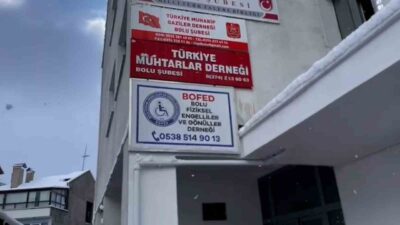 ŞUBESİ
TÜRKİYE MUHARİP
GAZİLER DERNEĞİ
BOLU ŞUBESİ
TÜRKİYE
MUHTARLAR DERNEĞİ
BOLU ŞUBESİ
BOFED
BOLU
FİZİKSEL
ENGELLİLER
VE GÖNÜLLER
DERNEĞİ
0538 514 90 13